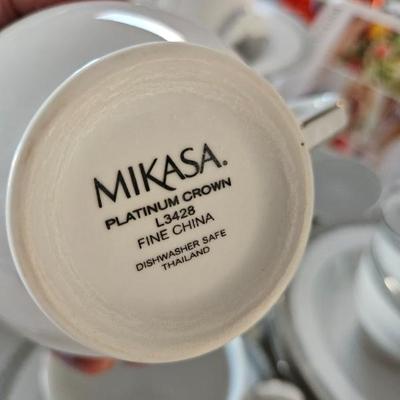 MIKASA®
PLATINUM CROWN
L3428
FINE CHINA
DISHWASHER SAFE
THAILAND